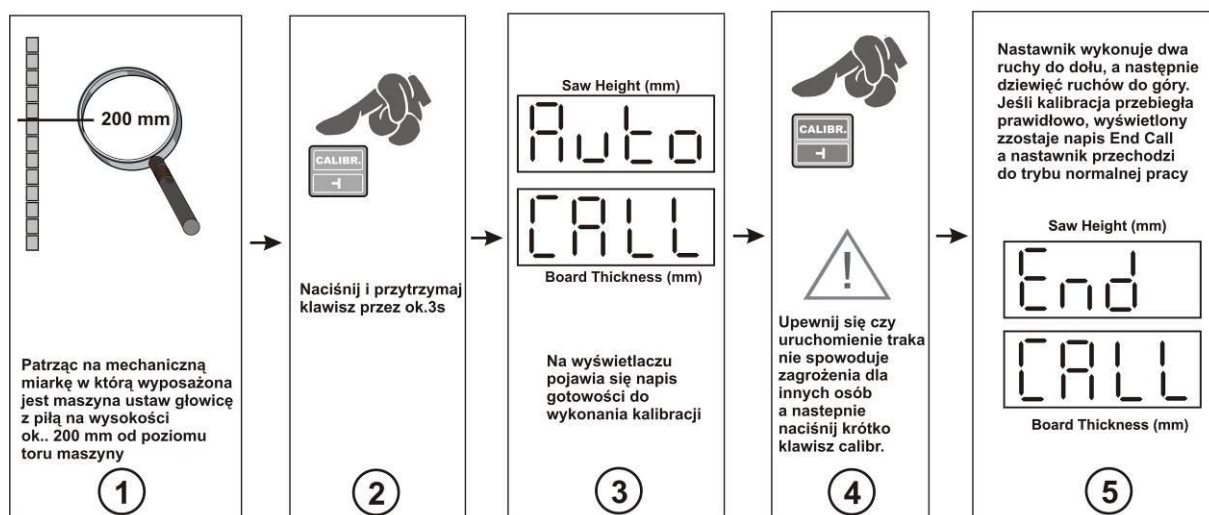 200 mm
Patrząc na mechaniczną
miarkę w którą wyposażona
jest maszyna ustaw głowicę
z piłą na wysokości
ok.. 200 mm od poziomu
toru maszyny
1
CALIBR.
Naciśnij i przytrzymaj
klawisz przez ok.3s
2
Saw Height (mm)
Auto
CALL
Board Thickness (mm)
Na wyświetlaczu
pojawia się napis
gotowości do
wykonania kalibracji
3
CALIBR.
!
Upewnij się czy
uruchomienie traka
nie spowoduje
zagrożenia dla
innych osób
a nastepnie
naciśnij krótko
klawisz calibr.
4
Nastawnik wykonuje dwa
ruchy do dołu, a następnie
dziewięć ruchów do góry.
Jeśli kalibracja przebiegła
prawidłowo, wyświetlony
zzostaje napis End Call
a nastawnik przechodzi
do trybu normalnej pracy
Saw Height (mm)
End
CALL
Board Thickness (mm)
5